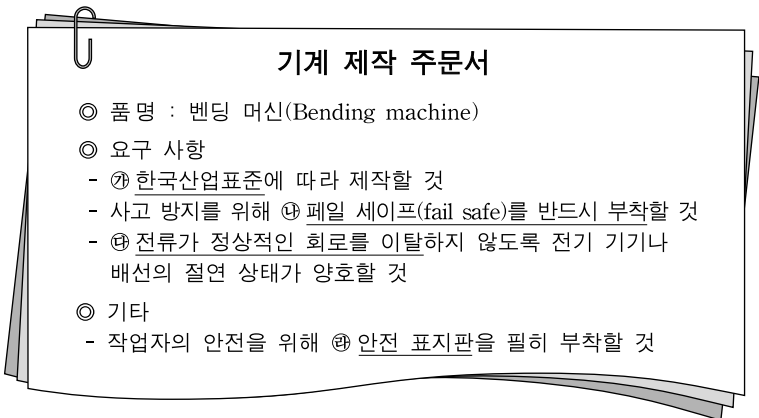 기계 제작 주문서
◎ 품명 : 벤딩 머신(Bending machine)
◎ 요구 사항
- ㉮ 한국산업표준에 따라 제작할 것
- 사고 방지를 위해 ㉯ 페일 세이프(fail safe)를 반드시 부착할 것
- ㉰ 전류가 정상적인 회로를 이탈하지 않도록 전기 기기나
배선의 절연 상태가 양호할 것
◎ 기타
- 작업자의 안전을 위해 ㉱ 안전 표지판을 필히 부착할 것